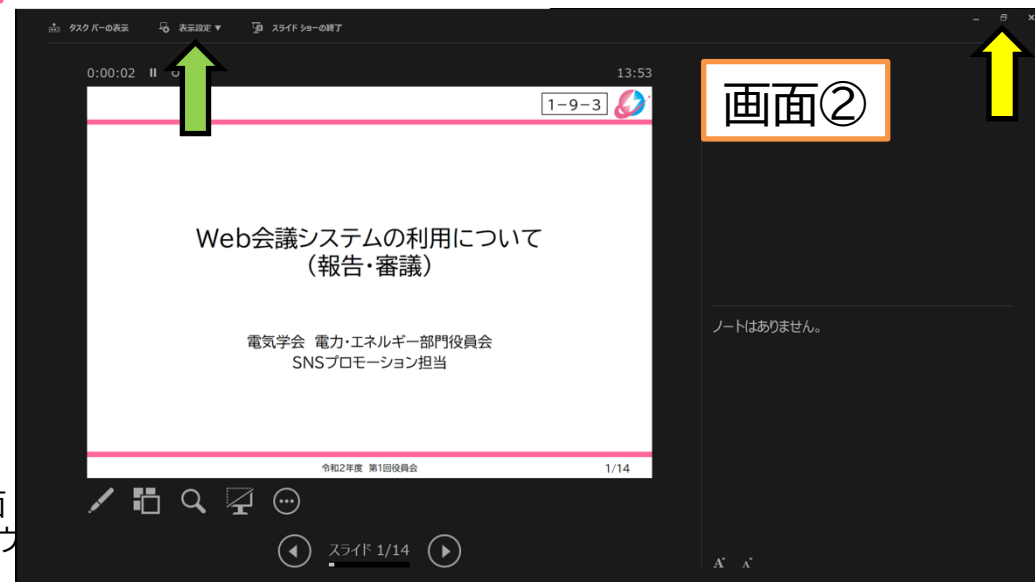 タスク バーの表示 表示設定 ▼ スライド ショーの終了
0:00:02 13:53
画面②
1-9-3
Web会議システムの利用について
（報告・審議）
電気学会 電力・エネルギー部門役員会
SNSプロモーション担当
令和2年度 第1回役員会 1/14
ノートはありません。
スライド 1/14
A A